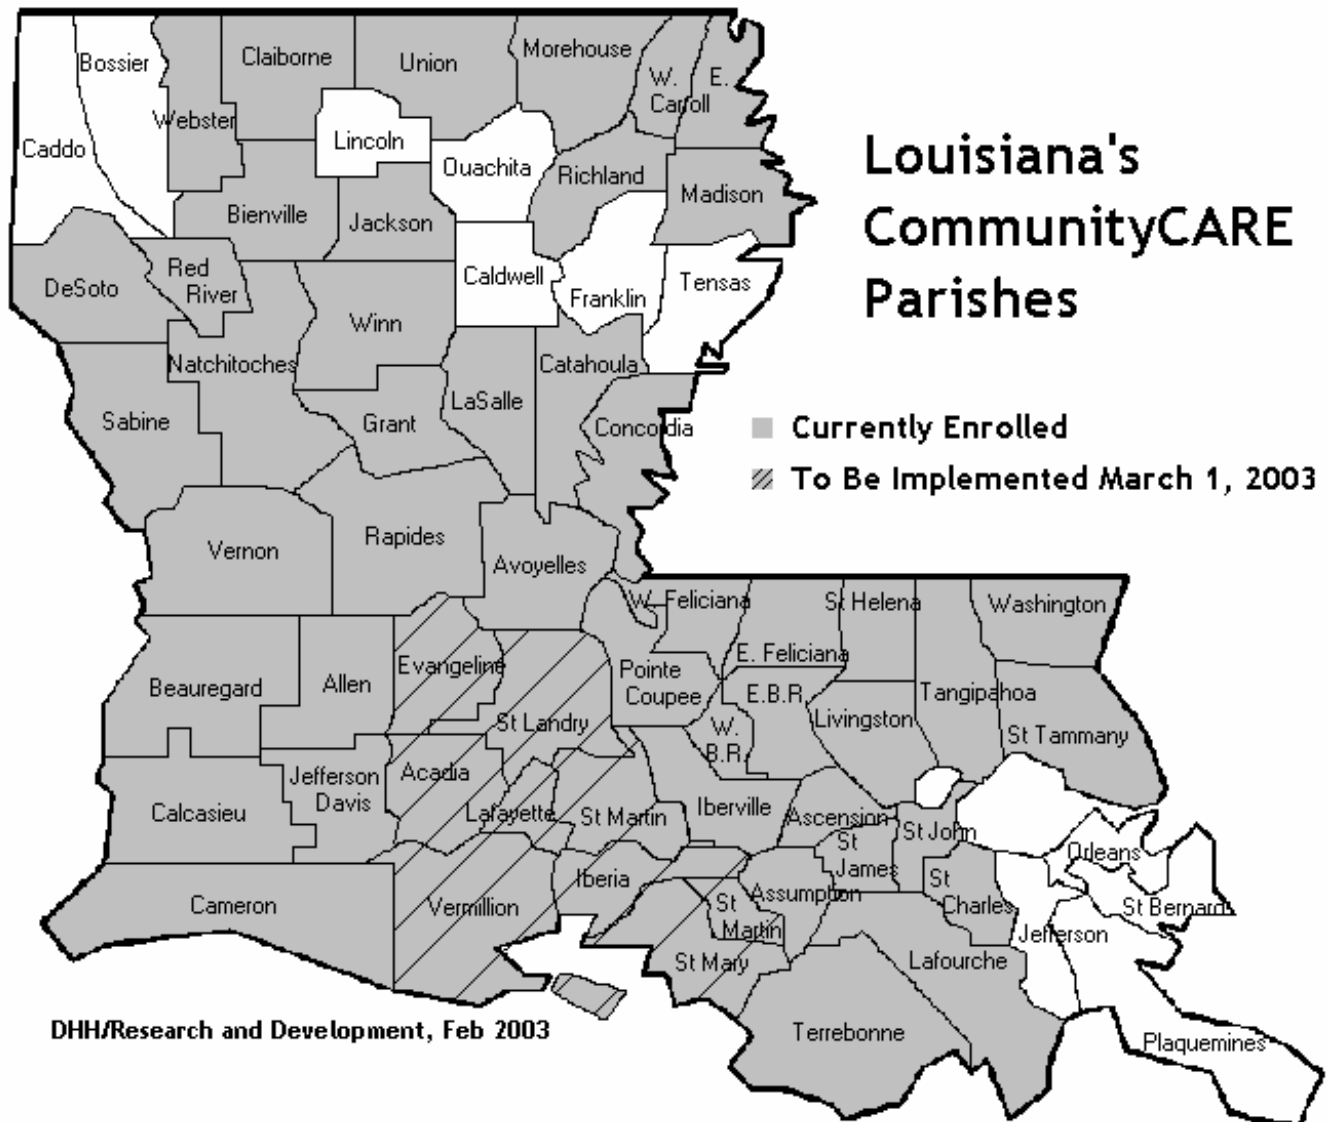 Louisiana's
CommunityCARE
Parishes
Currently Enrolled
To Be Implemented March 1, 2003
Caddo
Bossier
Webster
Claiborne
Union
Morehouse
W.
Carroll
E.
Lincoln
Ouachita
Richland
Madison
Bienville
Jackson
DeSoto
Red
River
Caldwell
Franklin
Tensas
Winn
Natchitoches
Catahoula
Sabine
Grant
LaSalle
Concordia
Vernon
Rapides
Avoyelles
W. Feliciana
St Helena
Washington
E. Feliciana
Evangeline
Beauregard
Allen
Pointe
Coupee
E.B.R.
Tangipahoa
Livingston
St Landry
W.
B.R.
St Tammany
Jefferson
Davis
Acadia
Calcasieu
Lafayette
St Martin
Iberville
Ascension
St John
St
James
Orleans
Iberia
Assumption
St
Charles
Cameron
Vermillion
St
Martin
St Bernard
Jefferson
St Mary
Lafourche
Terrebonne
Plaquemines
DHH/Research and Development, Feb 2003